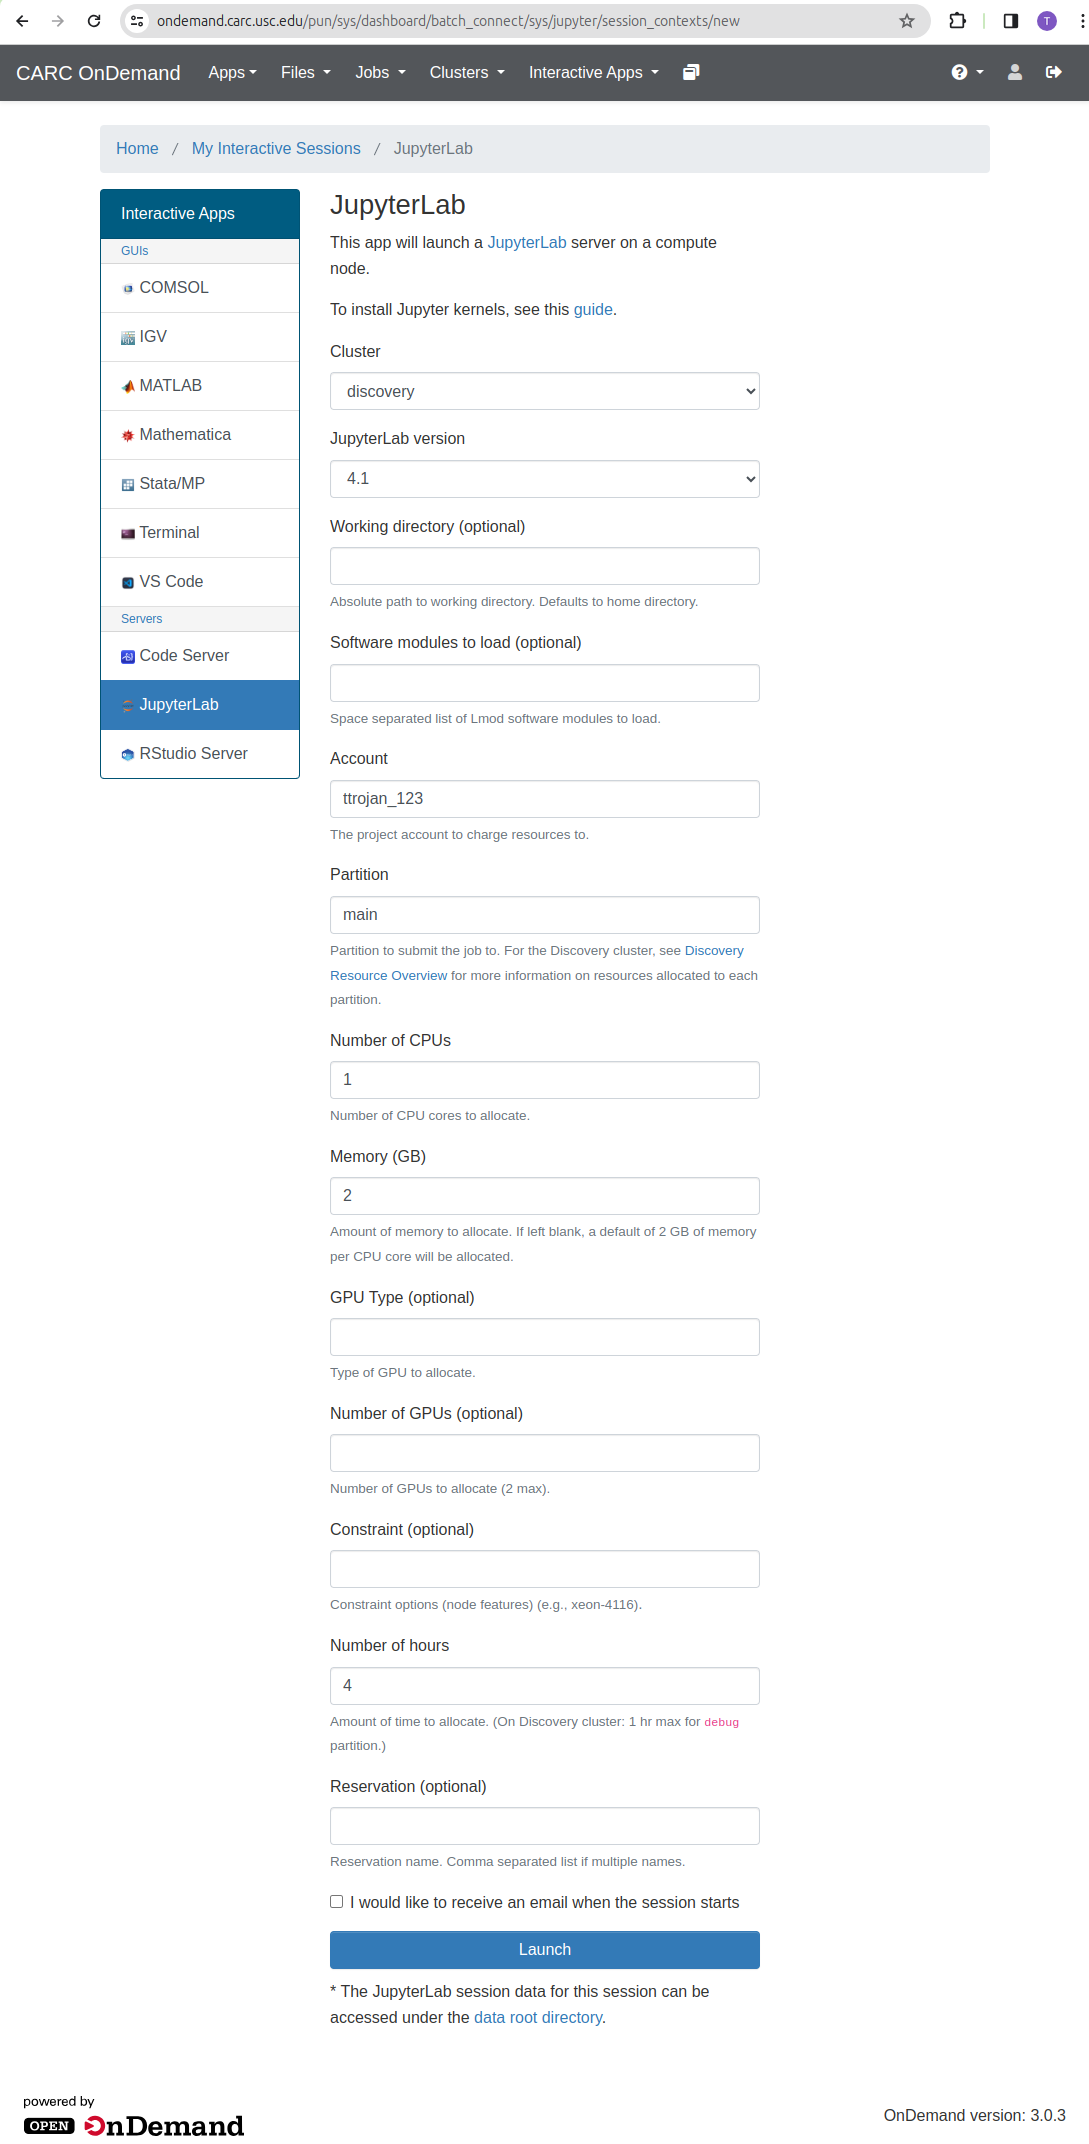 ondemand.carc.usc.edu/pun/sys/dashboard/batch_connect/sys/jupyter/session_contexts/new
T
CARC OnDemand Apps Files Jobs Clusters Interactive Apps
Home / My Interactive Sessions / JupyterLab
Interactive Apps
GUIs
COMSOL
IGV
MATLAB
Mathematica
Stata/MP
Terminal
VS Code
Servers
Code Server
JupyterLab
RStudio Server
JupyterLab
This app will launch a JupyterLab server on a compute
node.
To install Jupyter kernels, see this guide.
Cluster
discovery
JupyterLab version
4.1
Working directory (optional)
Absolute path to working directory. Defaults to home directory.
Software modules to load (optional)
Space separated list of Lmod software modules to load.
Account
ttrojan_123
The project account to charge resources to.
Partition
main
Partition to submit the job to. For the Discovery cluster, see Discovery
Resource Overview for more information on resources allocated to each
partition.
Number of CPUs
1
Number of CPU cores to allocate.
Memory (GB)
2
Amount of memory to allocate. If left blank, a default of 2 GB of memory
per CPU core will be allocated.
GPU Type (optional)
Type of GPU to allocate.
Number of GPUs (optional)
Number of GPUs to allocate (2 max).
Constraint (optional)
Constraint options (node features) (e.g., xeon-4116).
Number of hours
4
Amount of time to allocate. (On Discovery cluster: 1 hr max for debug
partition.)
Reservation (optional)
Reservation name. Comma separated list if multiple names.
I would like to receive an email when the session starts
Launch
* The JupyterLab session data for this session can be
accessed under the data root directory.
powered by
OPEN OnDemand
OnDemand version: 3.0.3